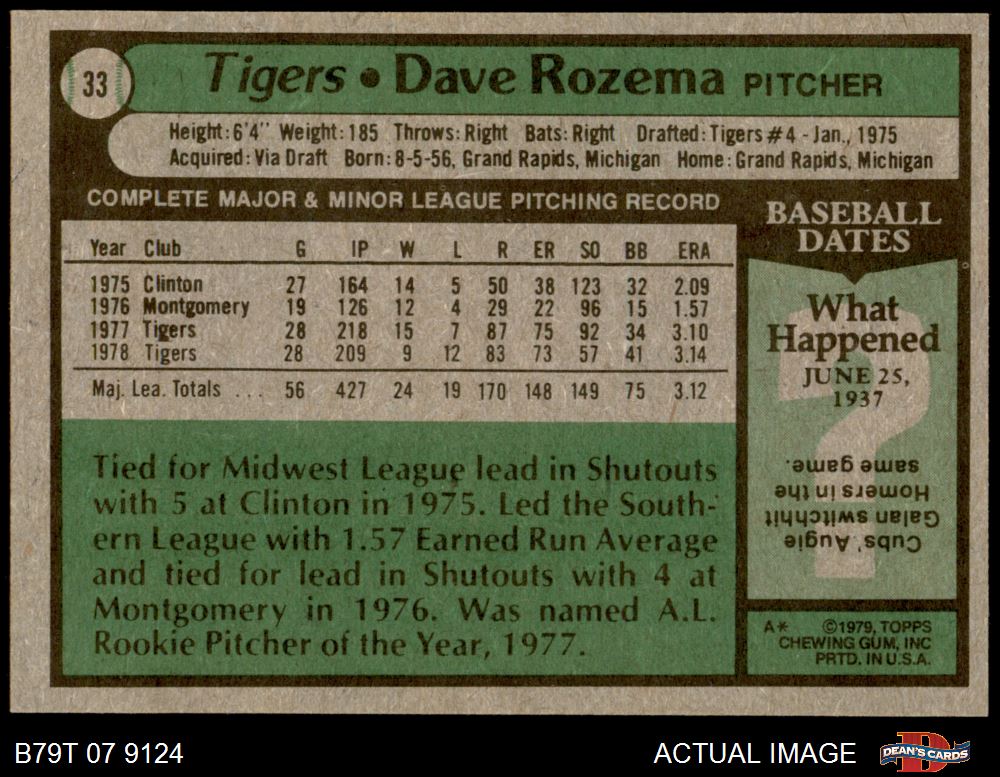 33
Tigers • Dave Rozema PITCHER
Height: 6'4" Weight: 185 Throws: Right Bats: Right Drafted: Tigers #4 - Jan., 1975
Acquired: Via Draft Born: 8-5-56, Grand Rapids, Michigan Home: Grand Rapids, Michigan
COMPLETE MAJOR & MINOR LEAGUE PITCHING RECORD
Year Club G IP W L R ER SO BB ERA
1975 Clinton 27 164 14 5 50 38 123 32 2.09
1976 Montgomery 19 126 12 4 29 22 96 15 1.57
1977 Tigers 28 218 15 7 87 75 92 34 3.10
1978 Tigers 28 209 9 12 83 73 57 41 3.14
Maj. Lea. Totals ... 56 427 24 19 170 148 149 75 3.12
Tied for Midwest League lead in Shutouts
with 5 at Clinton in 1975. Led the South-
ern League with 1.57 Earned Run Average
and tied for lead in Shutouts with 4 at
Montgomery in 1976. Was named A.L.
Rookie Pitcher of the Year, 1977.
BASEBALL
DATES
What
Happened
JUNE 25,
1937
?
Cubs' Augie
Galan switchhit
Homers in the
same game.
A* ©1979, TOPPS
CHEWING GUM, INC
PRTD. IN U.S.A.
B79T 07 9124
ACTUAL IMAGE
D
DEAN'S CARDS